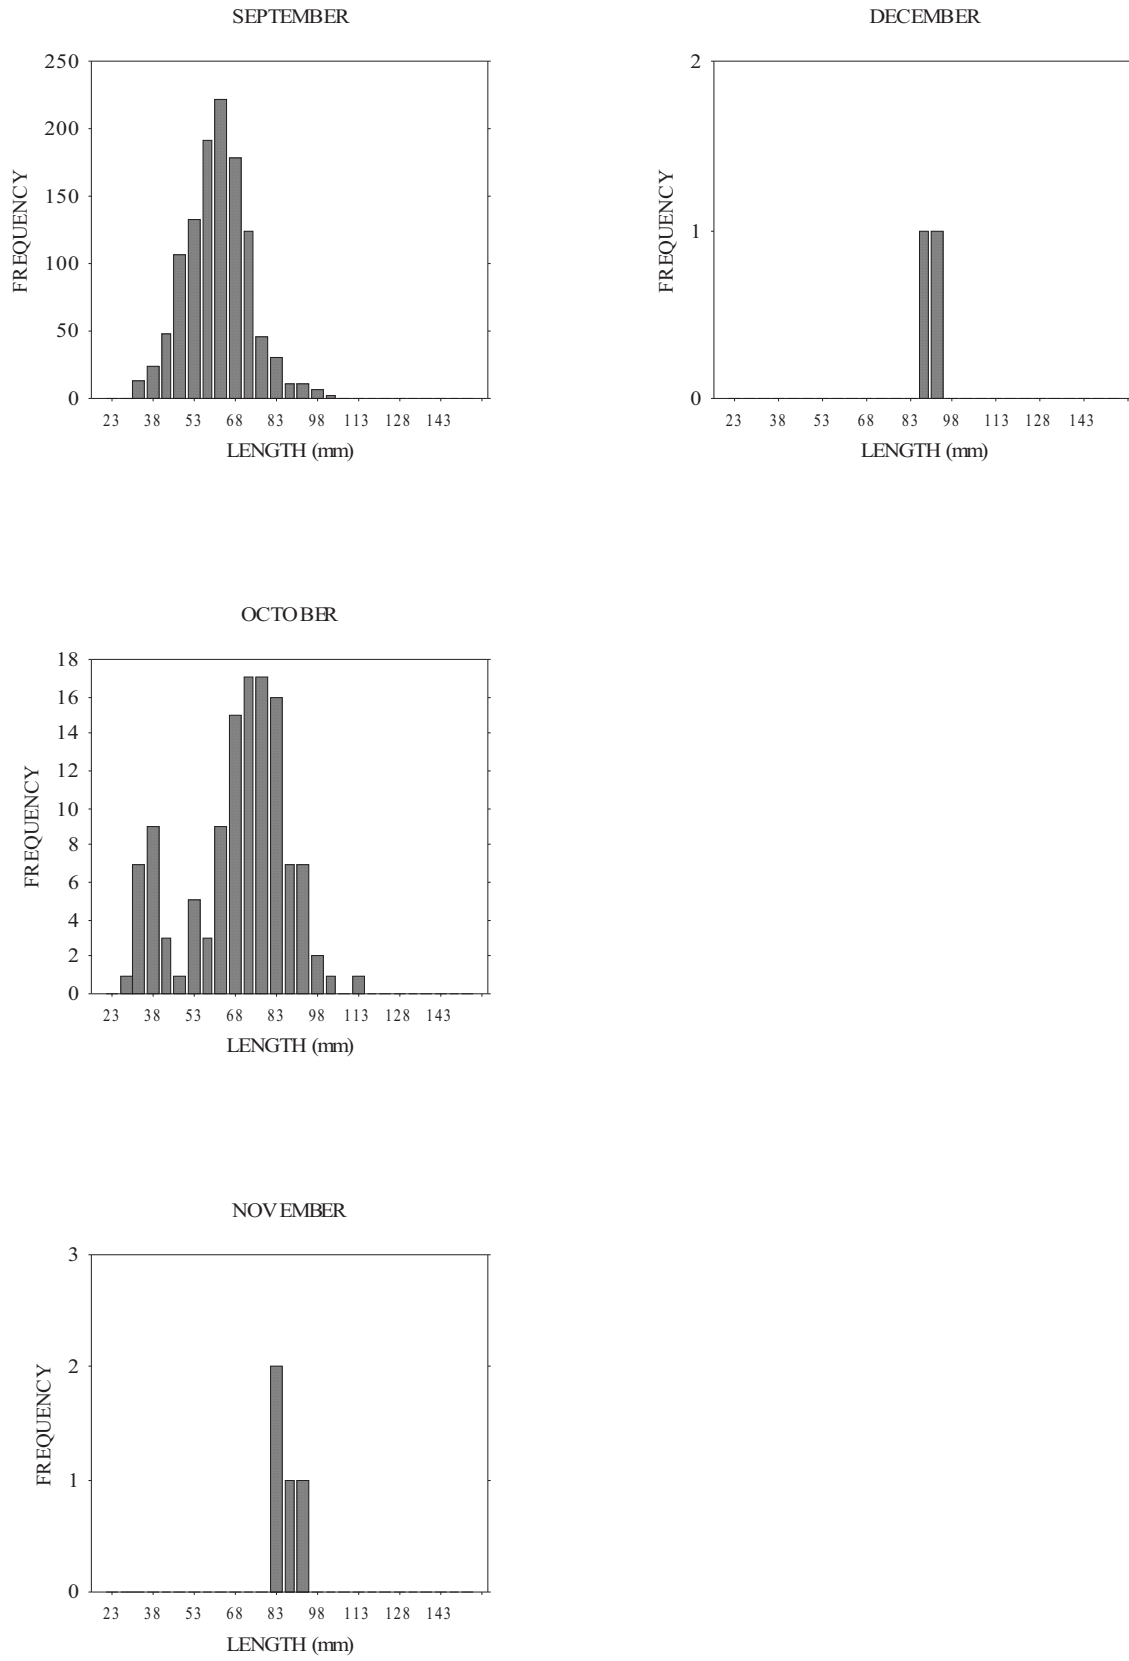 SEPTEMBER
250
200
150
100
50
0
FREQUENCY
23 38 53 68 83 98 113 128 143
LENGTH (mm)
DECEMBER
2
1
0
FREQUENCY
23 38 53 68 83 98 113 128 143
LENGTH (mm)
OCTOBER
18
16
14
12
10
8
6
4
2
0
FREQUENCY
23 38 53 68 83 98 113 128 143
LENGTH (mm)
NOVEMBER
3
2
1
0
FREQUENCY
23 38 53 68 83 98 113 128 143
LENGTH (mm)